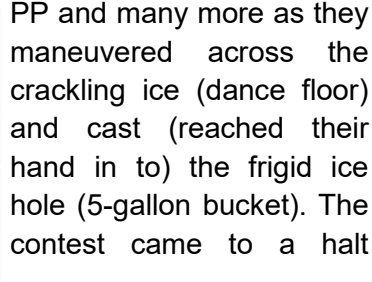 PP and many more as they
maneuvered across the
crackling ice (dance floor)
and cast (reached their
hand in to) the frigid ice
hole (5-gallon bucket). The
contest came to a halt